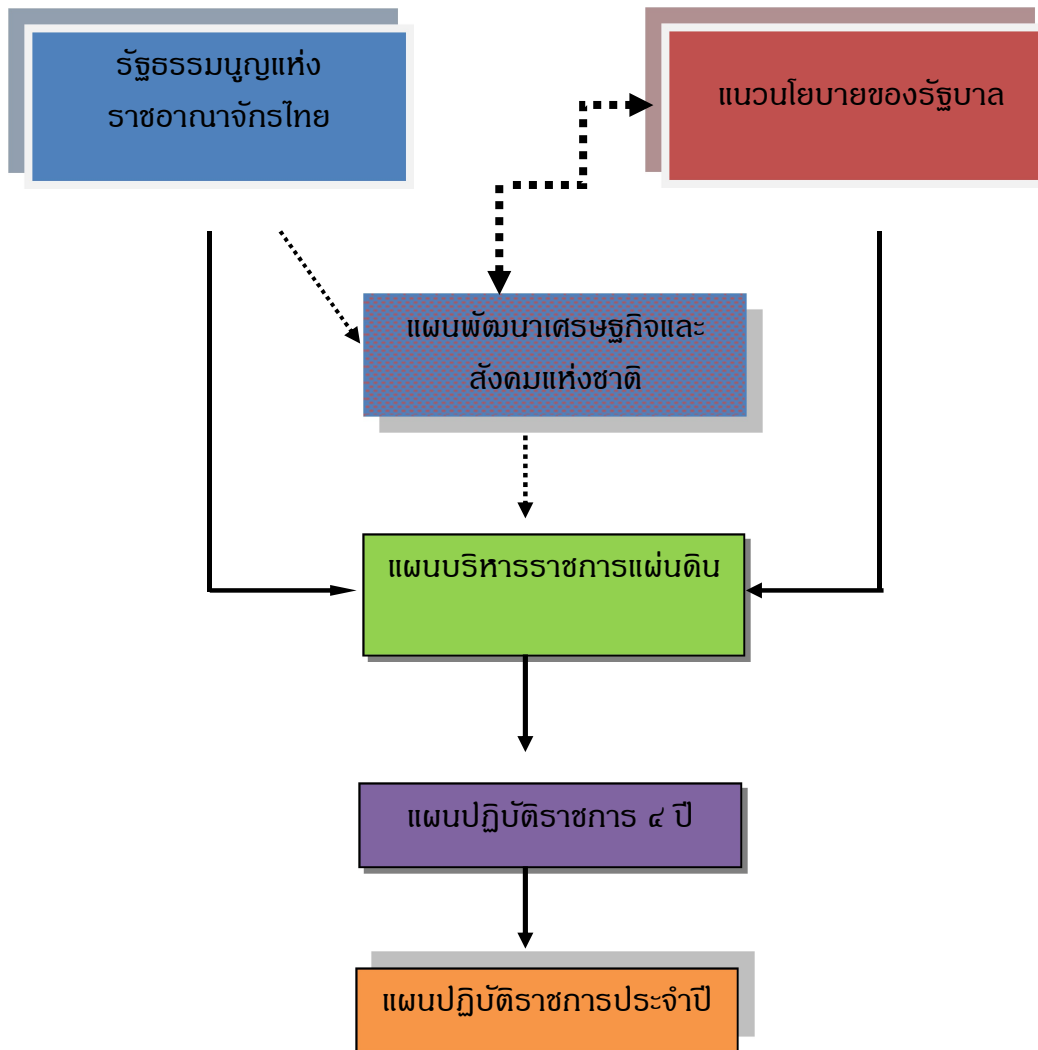 รัฐธรรมนูญแห่ง
ราชอาณาจักรไทย
แนวนโยบายของรัฐบาล
แผนพัฒนาเศรษฐกิจและ
สังคมแห่งชาติ
แผนบริหารราชการแผ่นดิน
แผนปฏิบัติราชการ ๔ ปี
แผนปฏิบัติราชการประจำปี